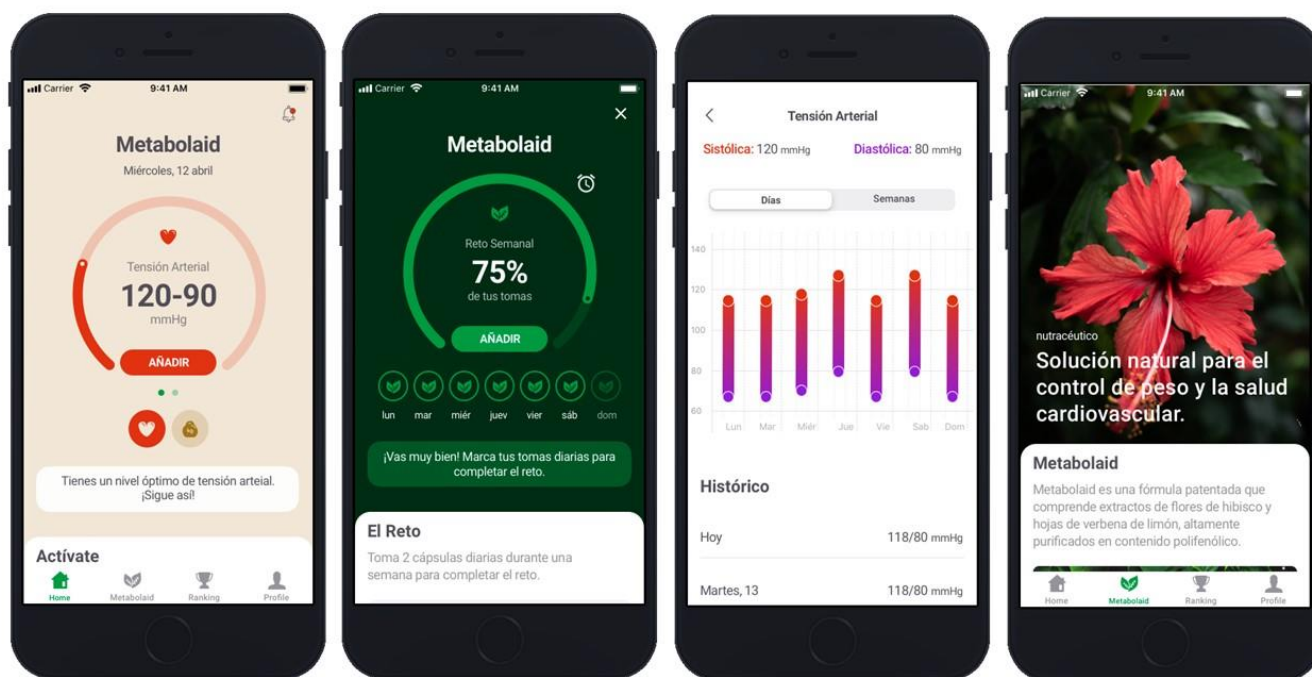 Carrier 9:41 AM
Metabolaid
Miércoles, 12 abril
Tensión Arterial
120-90
mmHg
AÑADIR
Tienes un nivel óptimo de tensión arteial.
¡Sigue así!
Actívate
Home Metabolaid Ranking Profile
Carrier 9:41 AM
Metabolaid
Reto Semanal
75%
de tus tomas
AÑADIR
lun mar miér juev vier sáb dom
¡Vas muy bien! Marca tus tomas diarias para
completar el reto.
El Reto
Toma 2 cápsulas diarias durante una
semana para completar el reto.
Tensión Arterial
Sistólica: 120 mmHg Diastólica: 80 mmHg
Días Semanas
140
120
100
80
60
Lun Mar Miér Jue Vie Sab Dom
Histórico
Hoy 118/80 mmHg
Martes, 13 118/80 mmHg
Carrier 9:41 AM
nutracéutico
Solución natural para el
control de peso y la salud
cardiovascular.
Metabolaid
Metabolaid es una fórmula patentada que
comprende extractos de flores de hibisco y
hojas de verbena de limón, altamente
purificados en contenido polifenólico.
Home Metabolaid Ranking Profile